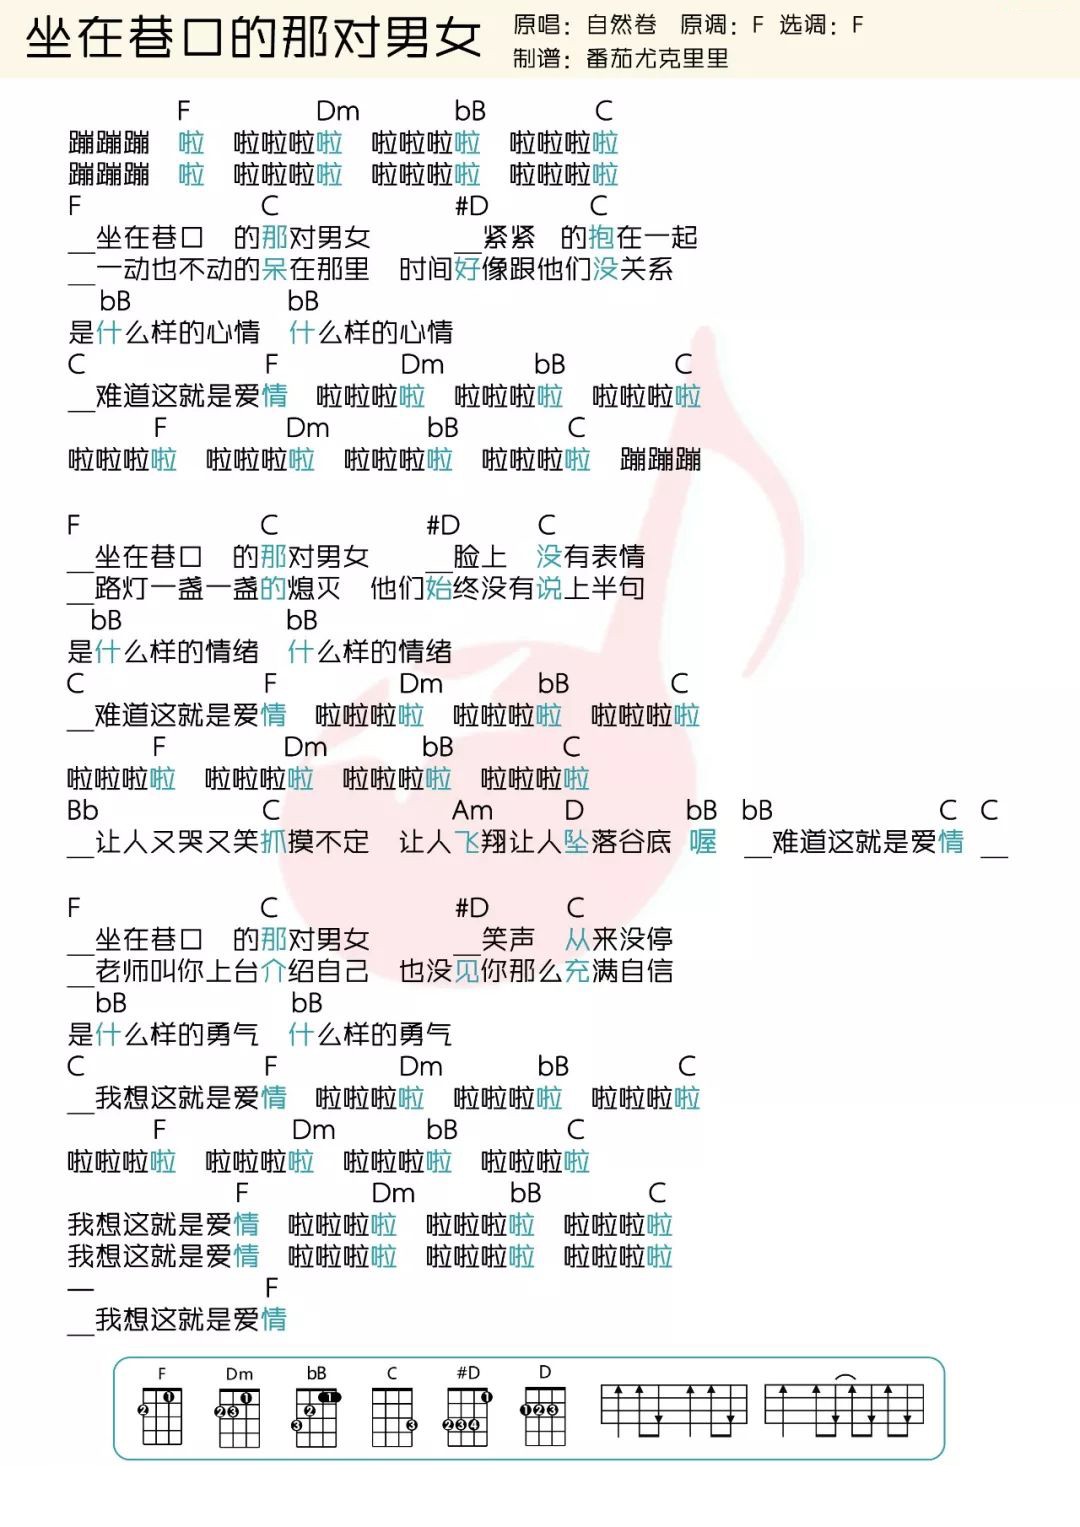 坐在巷口的那对男女
原唱：自然卷 原调：F 选调：F
制谱：番茄尤克里里
F Dm bB C
蹦蹦蹦 啦 啦啦啦啦 啦啦啦啦 啦啦啦啦
蹦蹦蹦 啦 啦啦啦啦 啦啦啦啦 啦啦啦啦
F C #D C
__坐在巷口 的那对男女 __紧紧 的抱在一起
__一动也不动的呆在那里 时间好像跟他们没关系
bB bB
是什么样的心情 什么样的心情
C F Dm bB C
__难道这就是爱情 啦啦啦啦 啦啦啦啦 啦啦啦啦
F Dm bB C
啦啦啦啦 啦啦啦啦 啦啦啦啦 啦啦啦啦 蹦蹦蹦
F C #D C
__坐在巷口 的那对男女 __脸上 没有表情
__路灯一盏一盏的熄灭 他们始终没有说上半句
bB bB
是什么样的情绪 什么样的情绪
C F Dm bB C
__难道这就是爱情 啦啦啦啦 啦啦啦啦 啦啦啦啦
F Dm bB C
啦啦啦啦 啦啦啦啦 啦啦啦啦 啦啦啦啦
Bb C Am D bB bB C C
__让人又哭又笑抓摸不定 让人飞翔让人坠落谷底 喔 __难道这就是爱情 __
F C #D C
__坐在巷口 的那对男女 __笑声 从来没停
__老师叫你上台介绍自己 也没见你那么充满自信
bB bB
是什么样的勇气 什么样的勇气
C F Dm bB C
__我想这就是爱情 啦啦啦啦 啦啦啦啦 啦啦啦啦
F Dm bB C
啦啦啦啦 啦啦啦啦 啦啦啦啦 啦啦啦啦
F Dm bB C
我想这就是爱情 啦啦啦啦 啦啦啦啦 啦啦啦啦
我想这就是爱情 啦啦啦啦 啦啦啦啦 啦啦啦啦
— F
__我想这就是爱情
F Dm bB C #D D
1 1 1 1
2 2 3 2 1 2 3
3 3 2 3 4